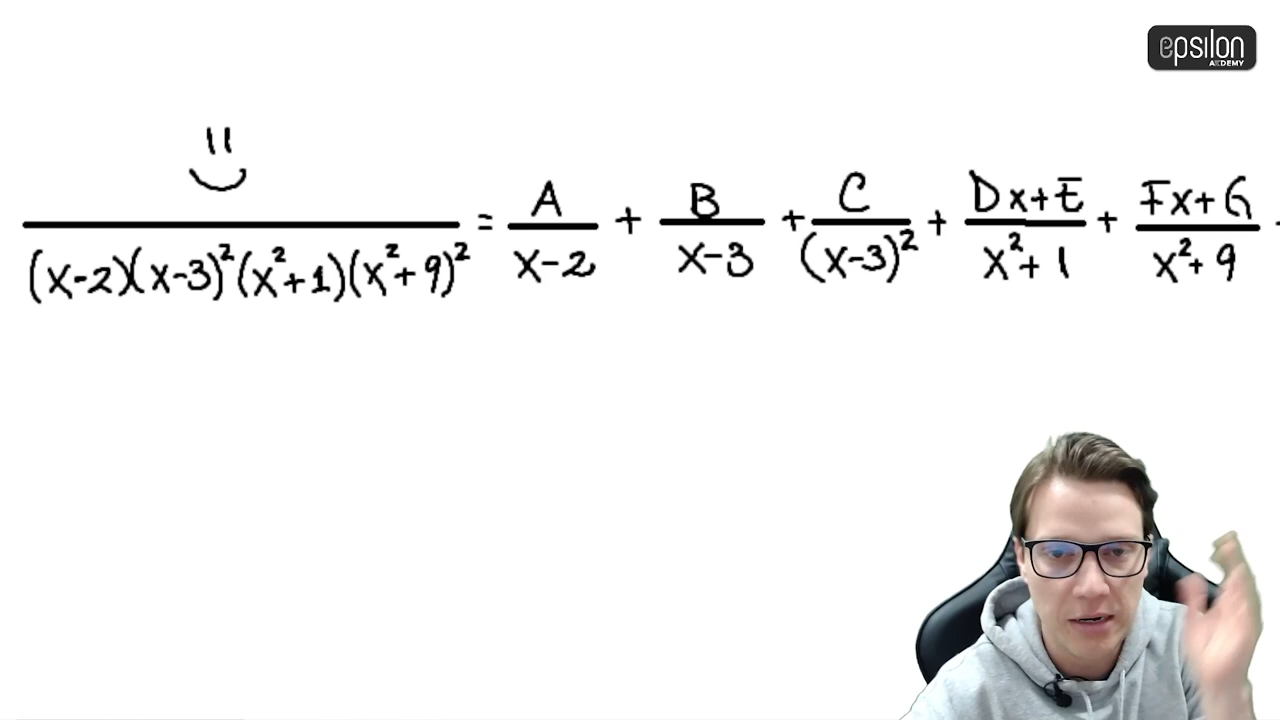 epsilon
AKΣDEMY
(x-2)(x-3)²(x²+1)(x²+9)² = A/(x-2) + B/(x-3) + C/(x-3)² + (Dx+E)/(x²+1) + (Fx+G)/(x²+9) +